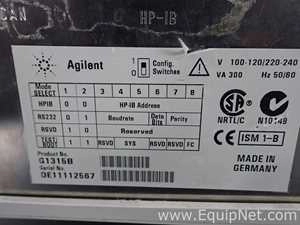 CAN
HP-IB
Agilent
1
0
Config.
Switches
V 100-120/220-240
VA 300 Hz 50/60
Mode
SELECT 1 2 3 4 5 6 7 8
HPIB 0 0 HP-IB Address
RS232 0 1 Baudrate Data Bits Parity
RSVD 1 0 Reserved
TEST BOOT 1 1 RSVD SYS RSVD RSVD FC
Product No.
G1315B
Serial No.
DE11112567
NRTL/C
N10149
ISM 1-B
MADE IN
GERMANY
EquipNet
www.EquipNet.com